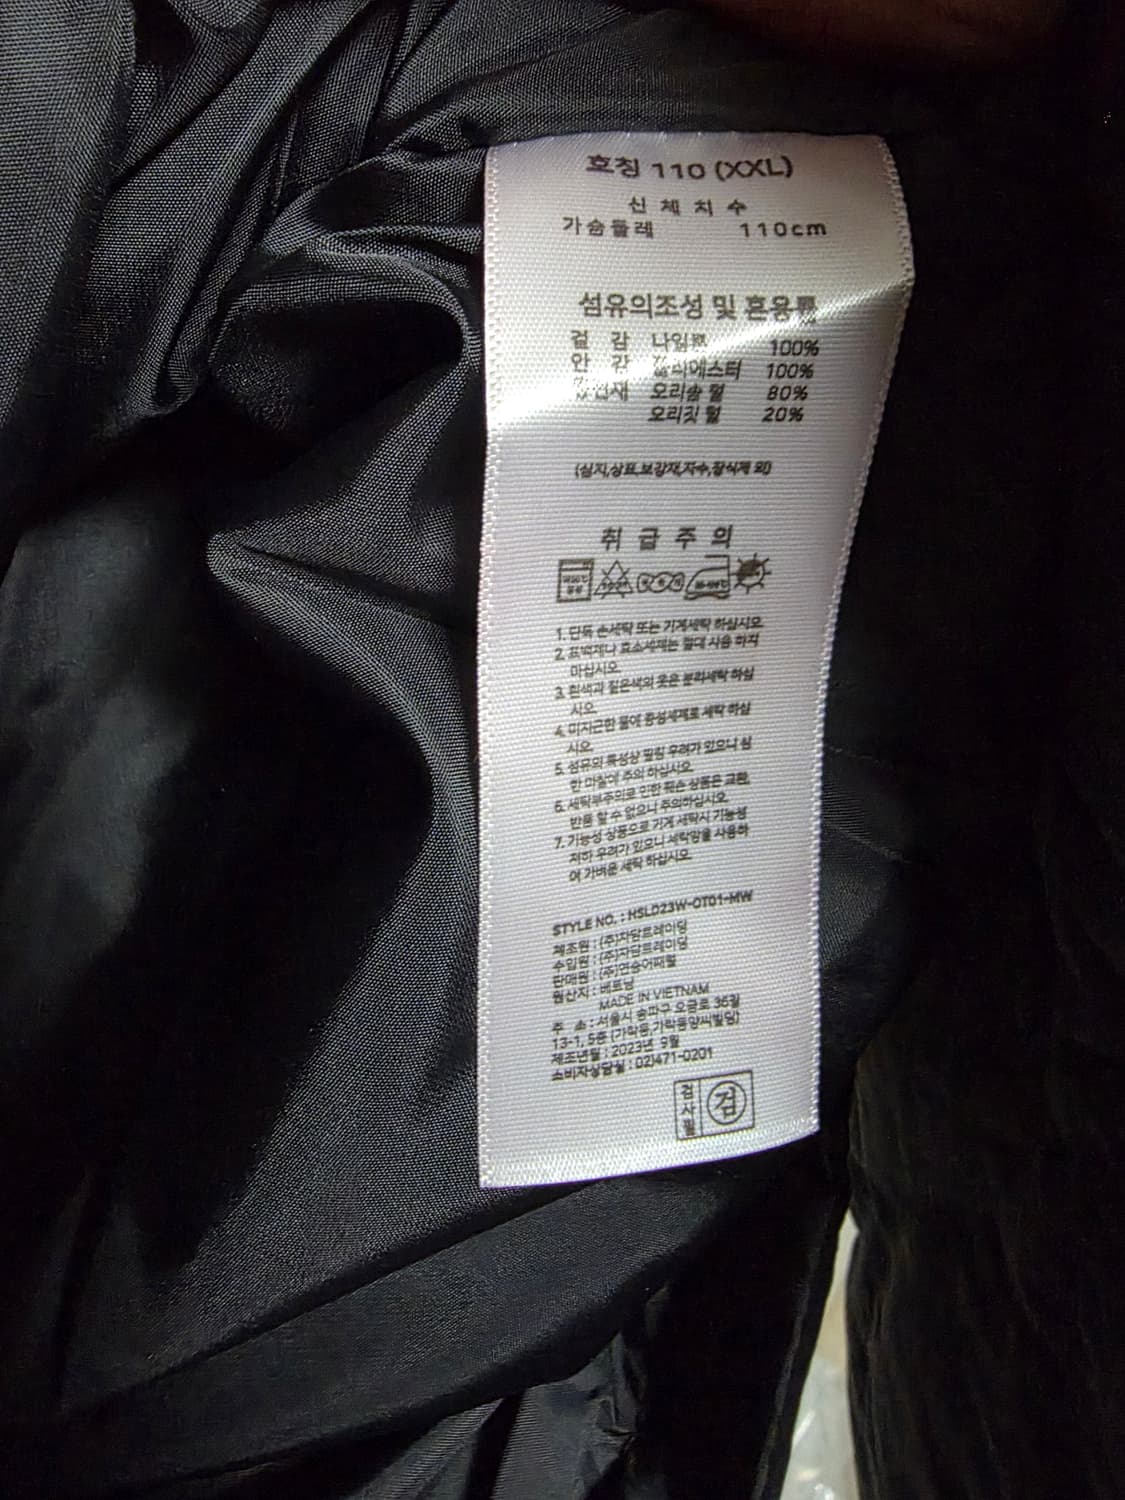 호칭 110 (XXL)
신 체 치 수
가슴둘레 110cm
섬유의조성 및 혼용률
겉 감 나일론 100%
안 감 폴리에스터 100%
충전재 오리솜털 80%
오리깃털 20%
(심지,상표,보강재,자수,장식제 외)
취 급 주 의
1. 단독 손세탁 또는 기계세탁 하십시오.
2. 표백제나 효소세제는 절대 사용 하지
마십시오.
3. 흰색과 짙은색의 옷은 분리세탁 하십
시오.
4. 미지근한 물에 중성세제로 세탁 하십
시오.
5. 섬유의 특성상 뜯김 우려가 있으니 심
한 마찰에 주의 하십시오.
6. 세탁부주의로 인한 훼손 상품은 교환,
반품 할 수 없으니 주의하십시오.
7. 기능성 상품으로 기계 세탁시 기능성
저하 우려가 있으니 세탁망을 사용하
여 가벼운 세탁 하십시오.
STYLE NO. : HSLD23W-OT01-MW
제조원 : (주)자담트레이딩
수입원 : (주)자담트레이딩
판매원 : (주)연승어패럴
원산지 : 베트남
MADE IN VIETNAM
주 소 : 서울시 송파구 오금로 36길
13-1, 5층 (가락동,가락동양씨빌딩)
제조년월 : 2023년 9월
소비자상담실 : 02)471-0201
검사필 검